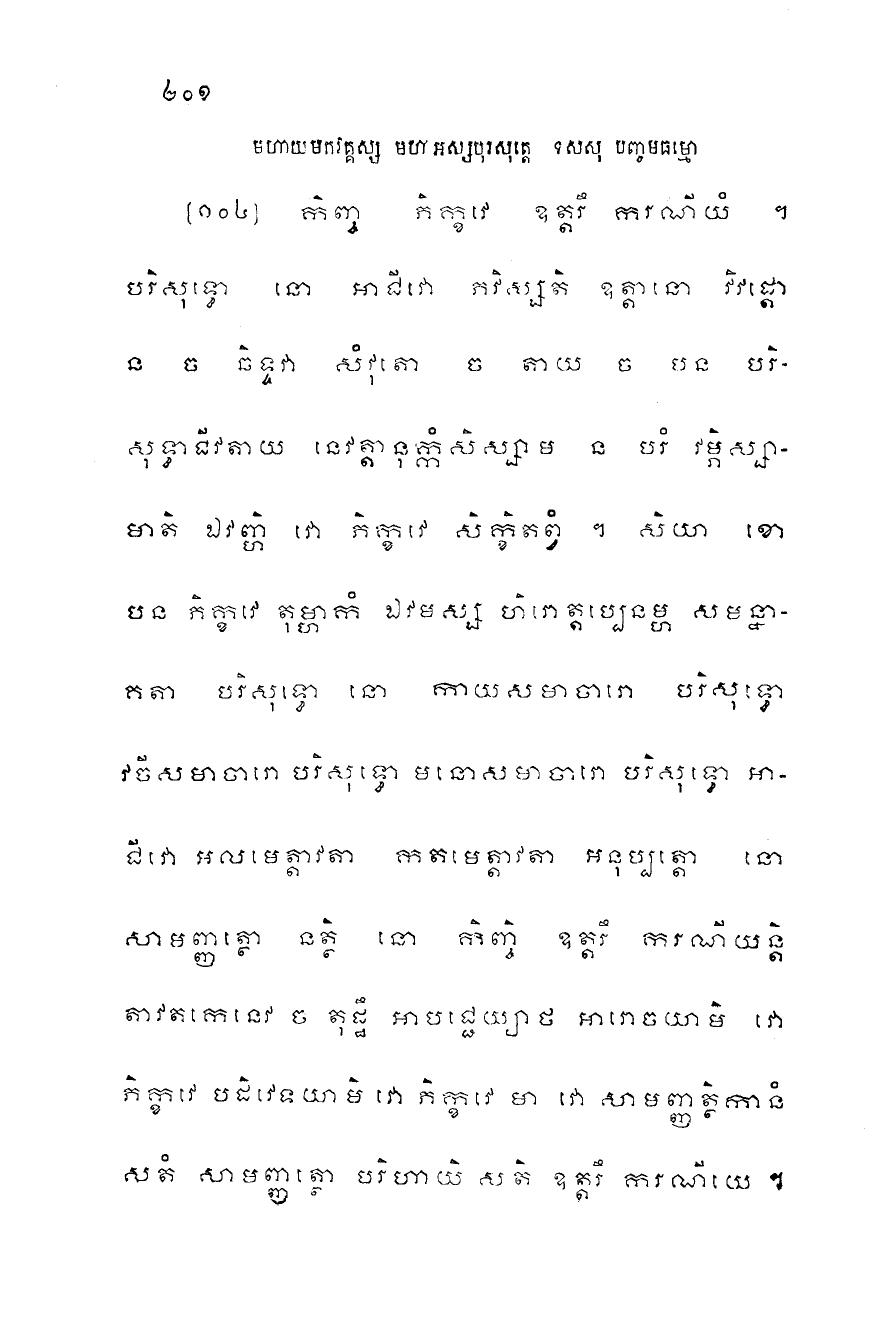 ៤០១
មហាយមកវគ្គស្ស មហាអស្សបុរសុត្តេ ទសសុ បញ្ចមធម្មោ
(១០៤) កិញ្ច ភិក្ខវេ ឧត្តរឹ ករណីយំ ។
បរិសុទ្ធោ នោ អាជីវោ ភវិស្សតិ ឧត្តានោ វិវដ្តោ
ន ច ឆិទ្ទវា សំវុតោ ច តាយ ច បន បរិ-
សុទ្ធាជីវតាយ នេវត្តានុក្កំសិស្សាម ន បរំ វម្ភិស្សា-
មាតិ ឯវញ្ហិ វោ ភិក្ខវេ សិក្ខិតព្វំ ។ សិយា ខោ
បន ភិក្ខវេ តុម្ហាកំ ឯវមស្ស ហិរោត្តប្បេនម្ហ សមន្នា-
គតា បរិសុទ្ធោ នោ កាយសមាចារោ បរិសុទ្ធោ
វចីសមាចារោ បរិសុទ្ធោ មនោសមាចារោ បរិសុទ្ធោ អា-
ជីវោ អលមេត្តាវតា កតមេត្តាវតា អនុប្បត្តោ នោ
សាមញ្ញត្ថោ នត្ថិ នោ កិញ្ចិ ឧត្តរឹ ករណីយន្តិ
តាវតកេនេវ ច តុដ្ឋឹ អាបជ្ជេយ្យាថ អារោចយាមិ វោ
ភិក្ខវេ បដិវេទយាមិ វោ ភិក្ខវេ មា វោ សាមញ្ញត្ថិកានំ
សតំ សាមញ្ញត្ថោ បរិហាយិ សតិ ឧត្តរឹ ករណីយេ ។